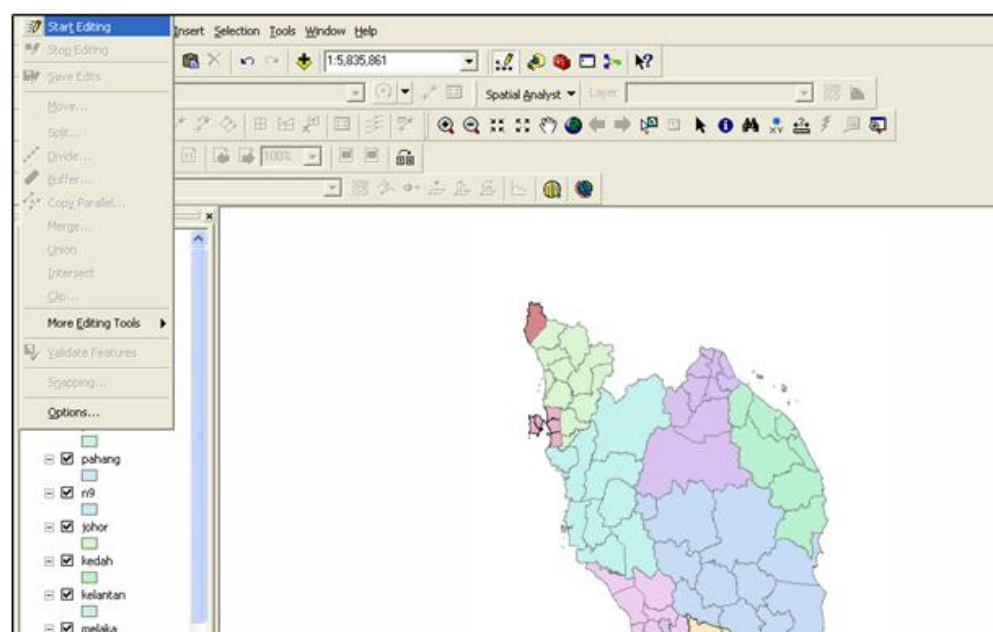 Start Editing
Insert Selection Tools Window Help
Stop Editing
1:5,835,861
Save Edits
Spatial Analyst
Layer:
Move...
Split...
Divide...
100%
Buffer...
Copy Parallel...
Merge...
Union
Intersect
Clip...
More Editing Tools
Validate Features
Snapping...
Options...
pahang
n9
johor
kedah
kelantan
melaka